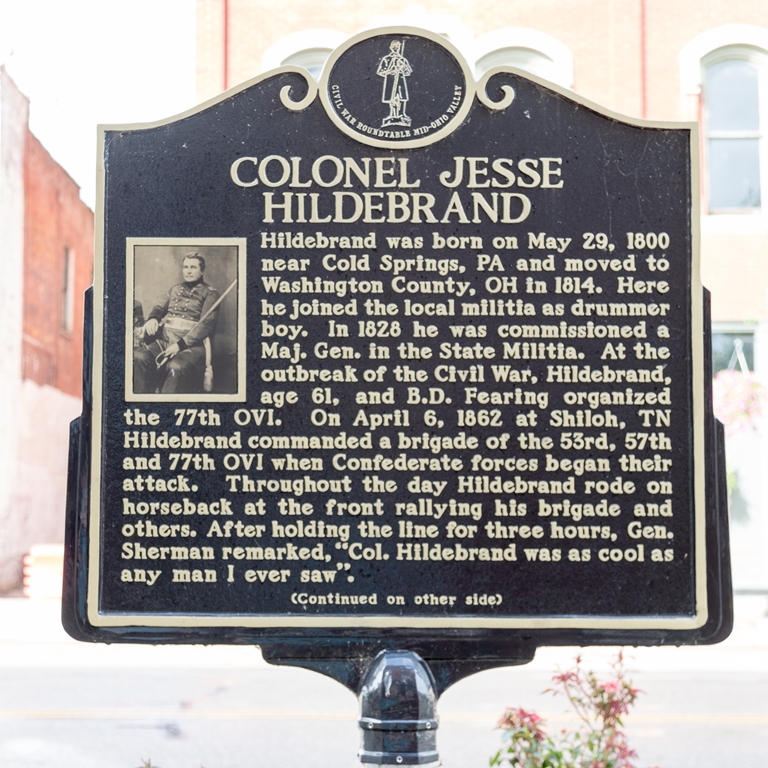 CIVIL WAR ROUNDTABLE MID-OHIO VALLEY
COLONEL JESSE
HILDEBRAND
Hildebrand was born on May 29, 1800
near Cold Springs, PA and moved to
Washington County, OH in 1814. Here
he joined the local militia as drummer
boy. In 1828 he was commissioned a
Maj. Gen. in the State Militia. At the
outbreak of the Civil War, Hildebrand,
age 61, and B.D. Fearing organized
the 77th OVI. On April 6, 1862 at Shiloh, TN
Hildebrand commanded a brigade of the 53rd, 57th
and 77th OVI when Confederate forces began their
attack. Throughout the day Hildebrand rode on
horseback at the front rallying his brigade and
others. After holding the line for three hours, Gen.
Sherman remarked, “Col. Hildebrand was as cool as
any man I ever saw”.
(Continued on other side)